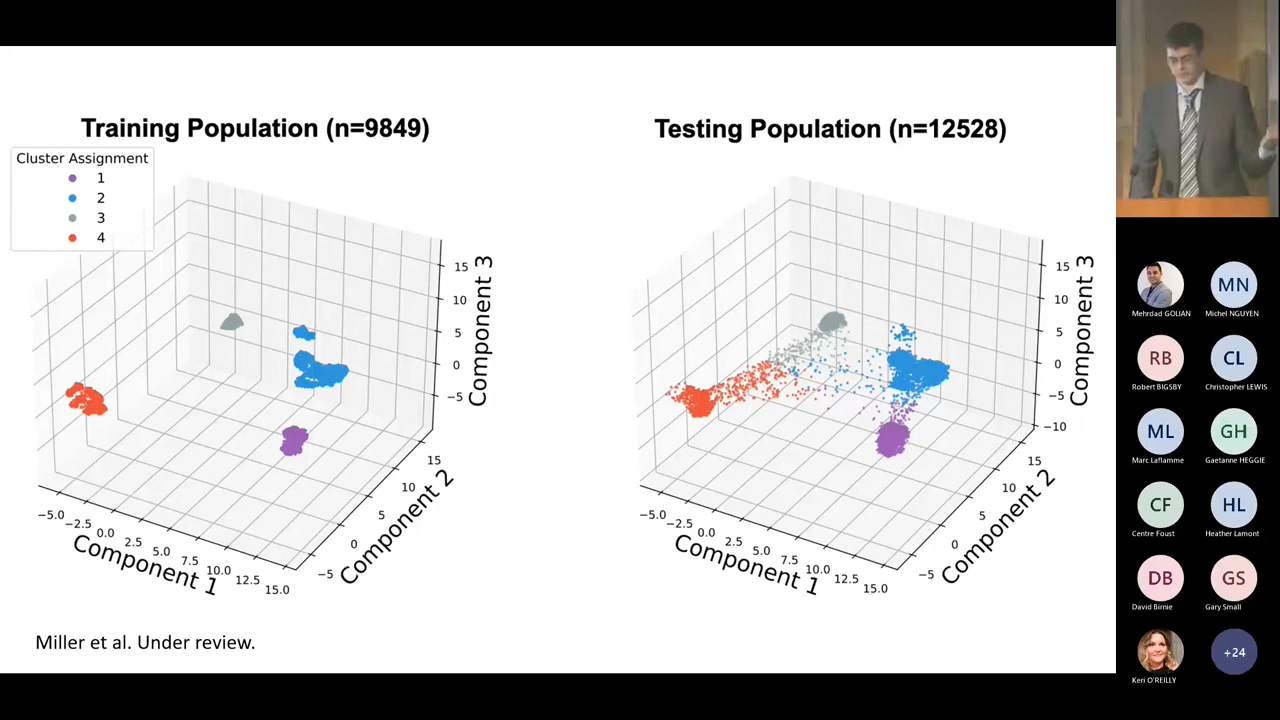 Training Population (n=9849)
Testing Population (n=12528)
Cluster Assignment
1
2
3
4
15
10
5
0
−5
Component 3
−5.0
−2.5
0.0
2.5
5.0
7.5
10.0
12.5
15.0
Component 1
−5
0
5
10
15
Component 2
15
10
5
0
−5
−10
Component 3
−5.0
−2.5
0.0
2.5
5.0
7.5
10.0
12.5
15.0
Component 1
−5
0
5
10
15
Component 2
Miller et al. Under review.
MN
Mehrdad GOLIAN
Michel NGUYEN
RB
CL
Robert BIGSBY
Christopher LEWIS
ML
GH
Marc Laflamme
Gaetanne HEGGIE
CF
HL
Centre Foust
Heather Lamont
DB
GS
David Birnie
Gary Small
+24
Keri O'REILLY